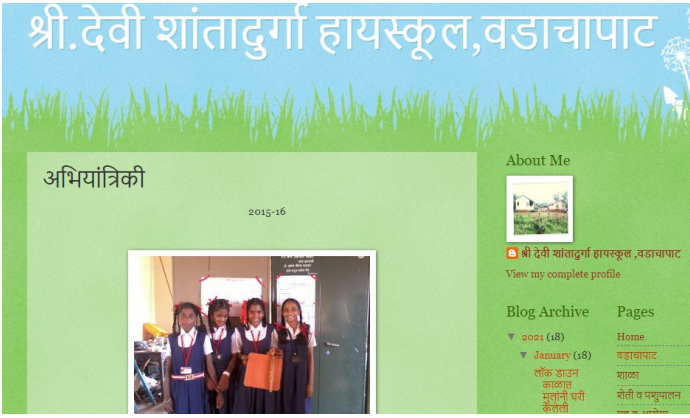 श्री.देवी शांतादुर्गा हायस्कूल,वडाचापाट
अभियांत्रिकी
2015-16
About Me
श्री देवी शांतादुर्गा हायस्कूल ,वडाचापाट
View my complete profile
Blog Archive
▼ 2021 (18)
▼ January (18)
लॉक डाउन
काळात
मुलांनी घरी
केलेली
Pages
Home
वडाचापाट
शाळा
शेती व पशुपालन